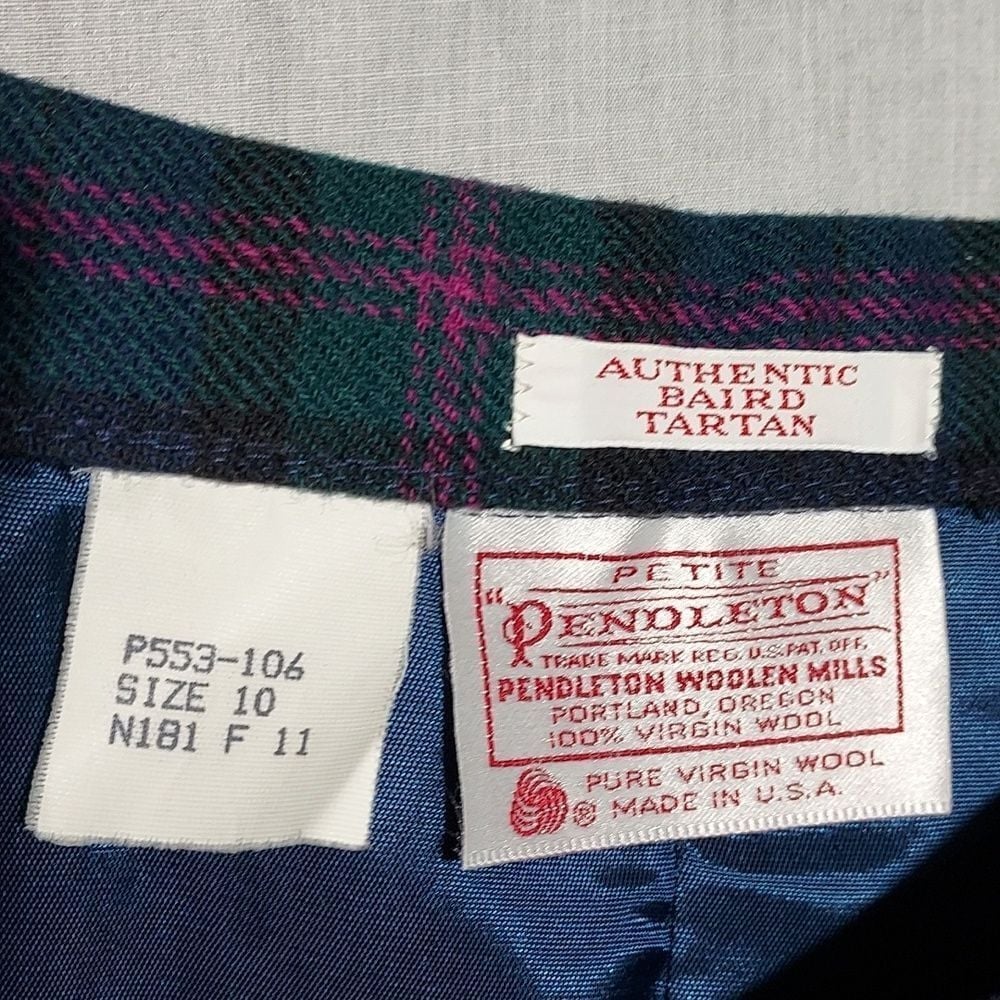 AUTHENTIC
BAIRD
TARTAN
P553-106
SIZE 10
N181 F 11
PETITE
"PENDLETON"
TRADE MARK REG. U.S. PAT. OFF.
PENDLETON WOOLEN MILLS
PORTLAND, OREGON
100% VIRGIN WOOL
PURE VIRGIN WOOL
® MADE IN U.S.A.